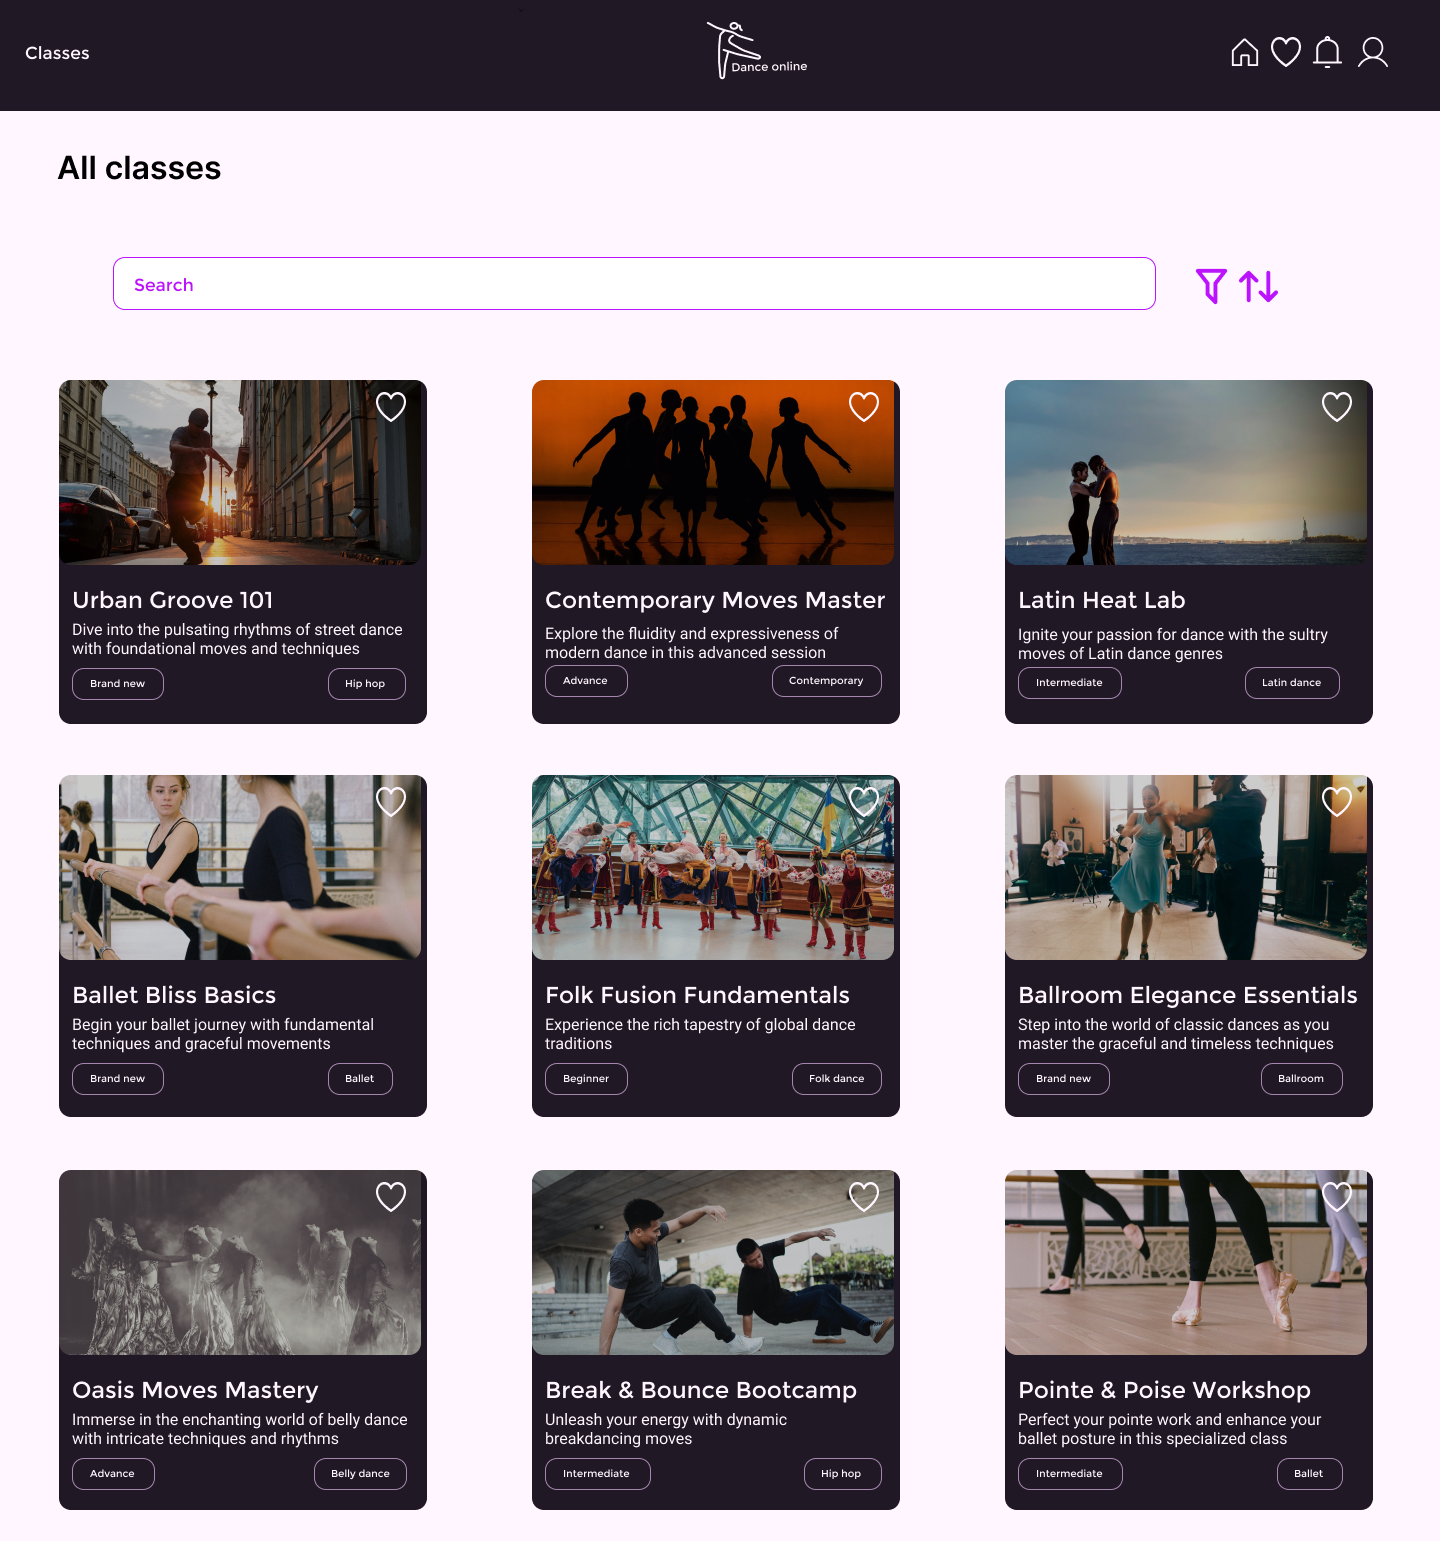 Classes
Dance online
All classes
Search
Urban Groove 101
Dive into the pulsating rhythms of street dance
with foundational moves and techniques
Brand new
Hip hop
Contemporary Moves Master
Explore the fluidity and expressiveness of
modern dance in this advanced session
Advance
Contemporary
Latin Heat Lab
Ignite your passion for dance with the sultry
moves of Latin dance genres
Intermediate
Latin dance
Ballet Bliss Basics
Begin your ballet journey with fundamental
techniques and graceful movements
Brand new
Ballet
Folk Fusion Fundamentals
Experience the rich tapestry of global dance
traditions
Beginner
Folk dance
Ballroom Elegance Essentials
Step into the world of classic dances as you
master the graceful and timeless techniques
Brand new
Ballroom
Oasis Moves Mastery
Immerse in the enchanting world of belly dance
with intricate techniques and rhythms
Advance
Belly dance
Break & Bounce Bootcamp
Unleash your energy with dynamic
breakdancing moves
Intermediate
Hip hop
Pointe & Poise Workshop
Perfect your pointe work and enhance your
ballet posture in this specialized class
Intermediate
Ballet